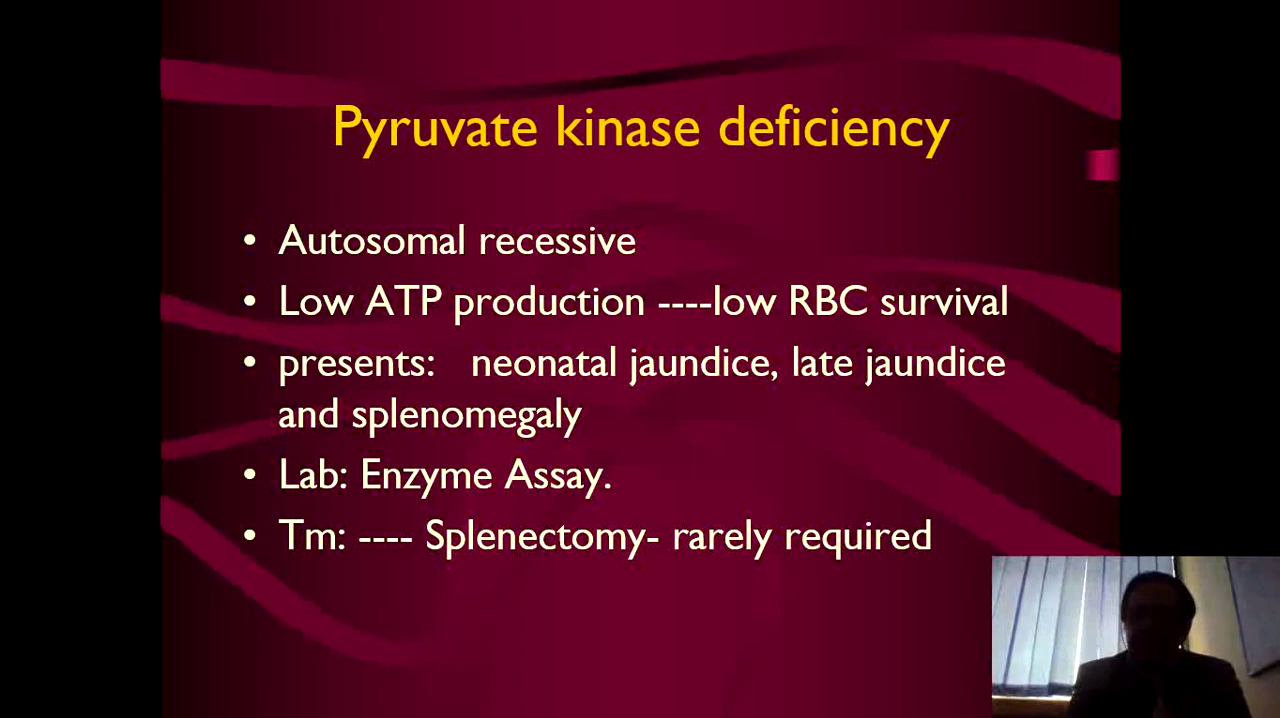 Pyruvate kinase deficiency
• Autosomal recessive
• Low ATP production ----low RBC survival
• presents: neonatal jaundice, late jaundice
and splenomegaly
• Lab: Enzyme Assay.
• Tm: ---- Splenectomy- rarely required